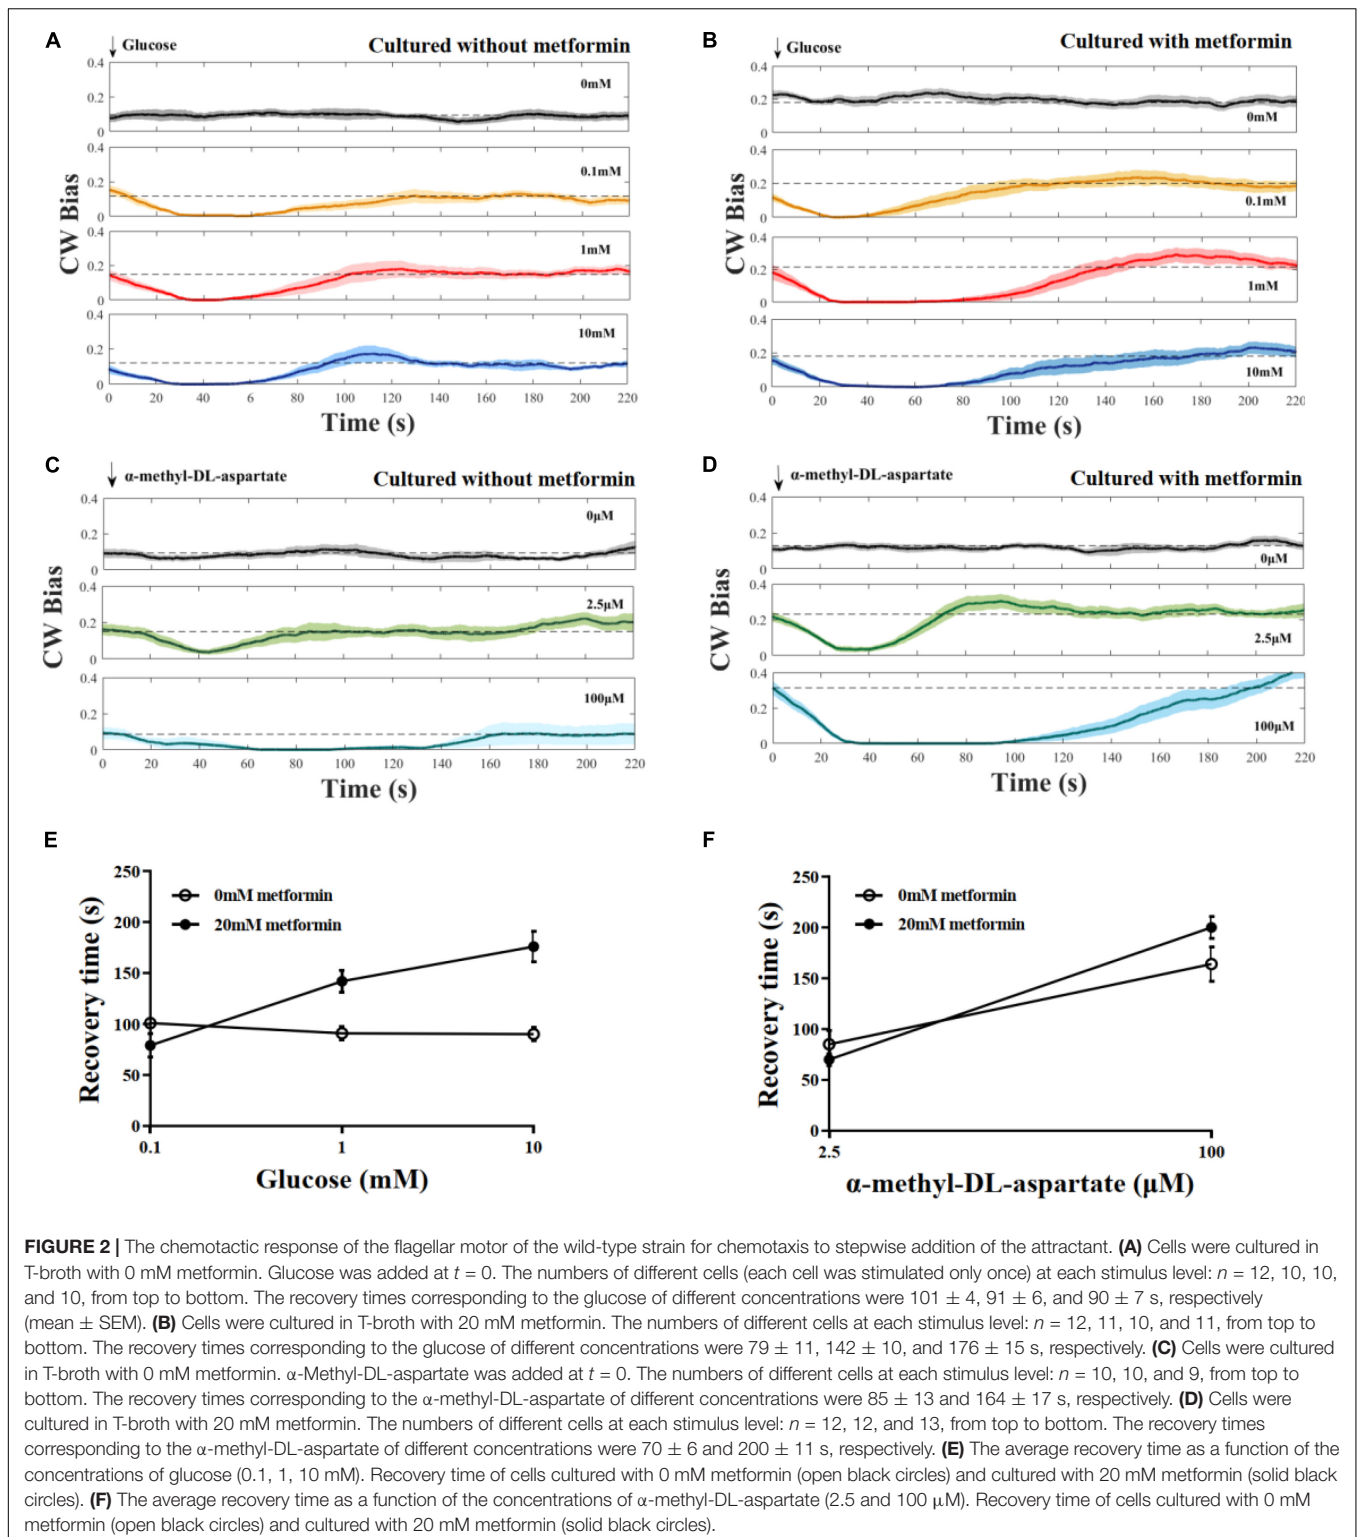 A
Glucose
Cultured without metformin
0.4
0.2
0
0mM
0.4
0.2
0
0.1mM
0.4
0.2
0
1mM
0.4
0.2
0
10mM
CW Bias
0 20 40 6 80 100 120 140 160 180 200 220
Time (s)
B
Glucose
Cultured with metformin
0.4
0.2
0
0mM
0.4
0.2
0
0.1mM
0.4
0.2
0
1mM
0.4
0.2
0
10mM
CW Bias
0 20 40 60 80 100 120 140 160 180 200 220
Time (s)
C
α-methyl-DL-aspartate
Cultured without metformin
0.4
0.2
0
0μM
0.4
0.2
0
2.5μM
0.4
0.2
0
100μM
CW Bias
0 20 40 60 80 100 120 140 160 180 200 220
Time (s)
D
α-methyl-DL-aspartate
Cultured with metformin
0.4
0.2
0
0μM
0.4
0.2
0
2.5μM
0.4
0.2
0
100μM
CW Bias
0 20 40 60 80 100 120 140 160 180 200 220
Time (s)
E
250
200
150
100
50
0
Recovery time (s)
0mM metformin
20mM metformin
0.1 1 10
Glucose (mM)
F
250
200
150
100
50
0
Recovery time (s)
0mM metformin
20mM metformin
2.5 100
α-methyl-DL-aspartate (μM)
FIGURE 2 | The chemotactic response of the flagellar motor of the wild-type strain for chemotaxis to stepwise addition of the attractant. (A) Cells were cultured in
T-broth with 0 mM metformin. Glucose was added at t = 0. The numbers of different cells (each cell was stimulated only once) at each stimulus level: n = 12, 10, 10,
and 10, from top to bottom. The recovery times corresponding to the glucose of different concentrations were 101 ± 4, 91 ± 6, and 90 ± 7 s, respectively
(mean ± SEM). (B) Cells were cultured in T-broth with 20 mM metformin. The numbers of different cells at each stimulus level: n = 12, 11, 10, and 11, from top to
bottom. The recovery times corresponding to the glucose of different concentrations were 79 ± 11, 142 ± 10, and 176 ± 15 s, respectively. (C) Cells were cultured
in T-broth with 0 mM metformin. α-Methyl-DL-aspartate was added at t = 0. The numbers of different cells at each stimulus level: n = 10, 10, and 9, from top to
bottom. The recovery times corresponding to the α-methyl-DL-aspartate of different concentrations were 85 ± 13 and 164 ± 17 s, respectively. (D) Cells were
cultured in T-broth with 20 mM metformin. The numbers of different cells at each stimulus level: n = 12, 12, and 13, from top to bottom. The recovery times
corresponding to the α-methyl-DL-aspartate of different concentrations were 70 ± 6 and 200 ± 11 s, respectively. (E) The average recovery time as a function of the
concentrations of glucose (0.1, 1, 10 mM). Recovery time of cells cultured with 0 mM metformin (open black circles) and cultured with 20 mM metformin (solid black
circles). (F) The average recovery time as a function of the concentrations of α-methyl-DL-aspartate (2.5 and 100 μM). Recovery time of cells cultured with 0 mM
metformin (open black circles) and cultured with 20 mM metformin (solid black circles).